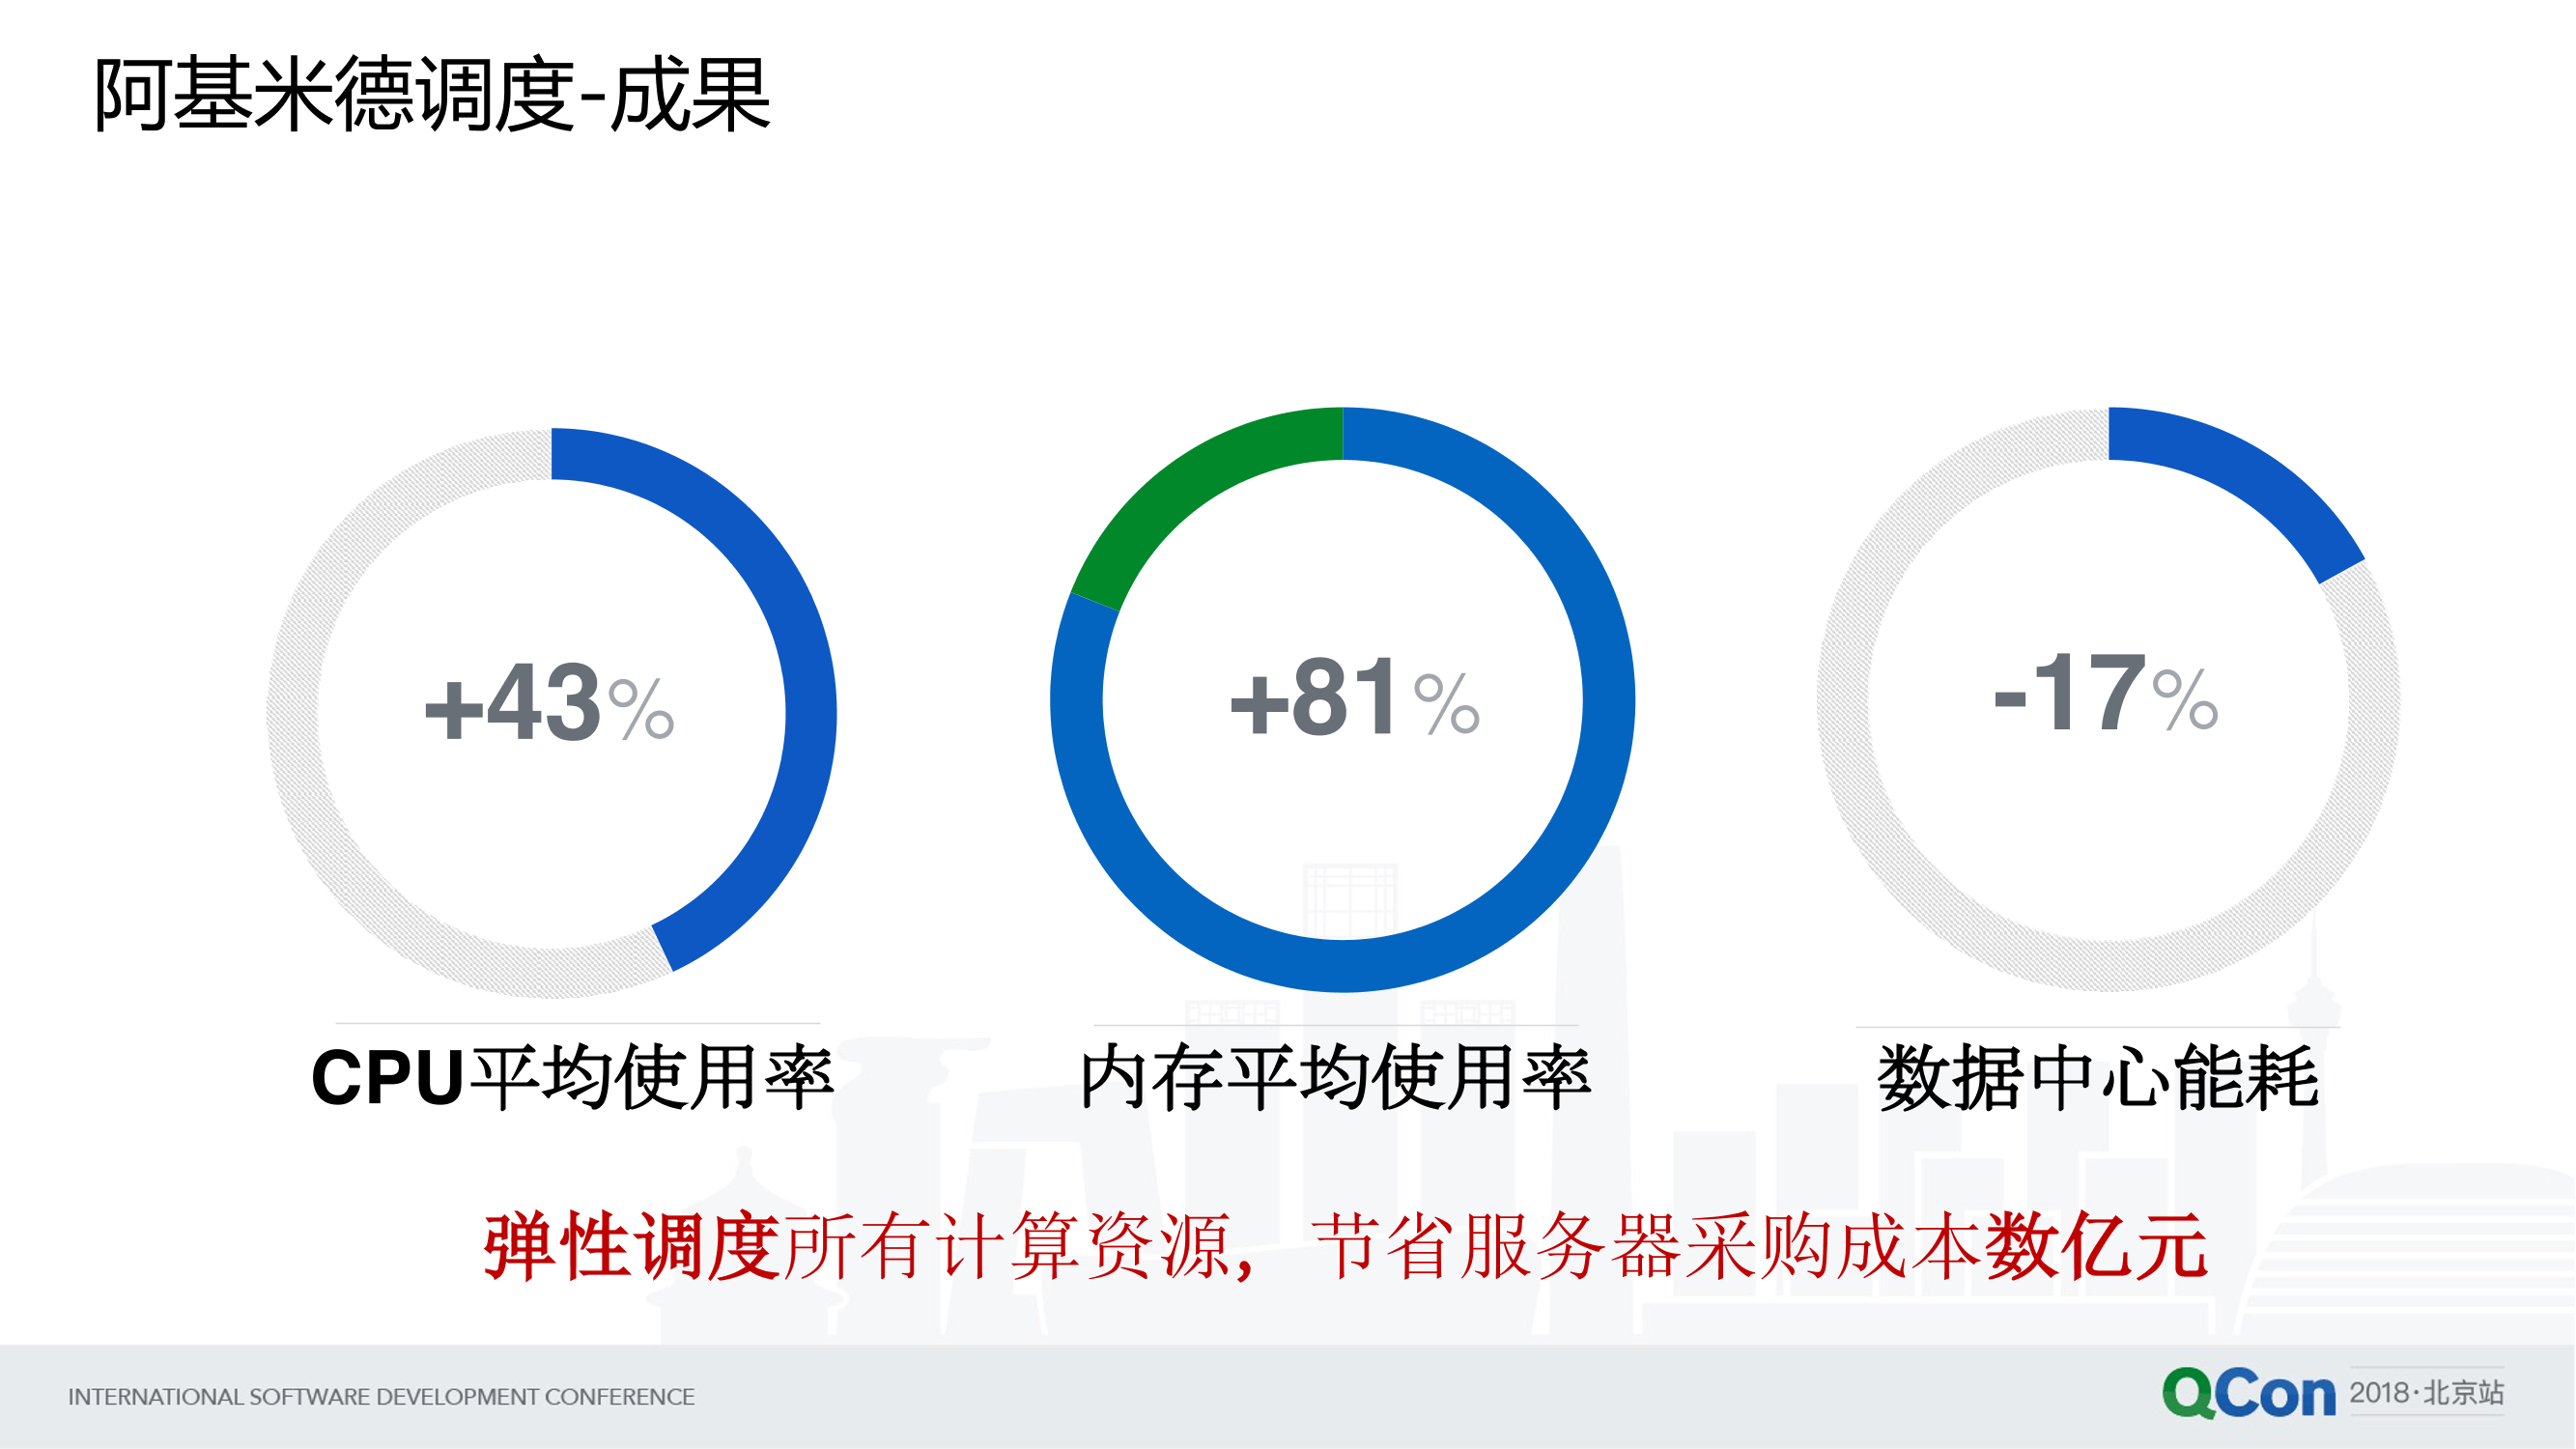 阿基米德调度-成果
+43%
+81%
-17%
CPU平均使用率
内存平均使用率
数据中心能耗
弹性调度所有计算资源，节省服务器采购成本数亿元
INTERNATIONAL SOFTWARE DEVELOPMENT CONFERENCE
QCon 2018·北京站